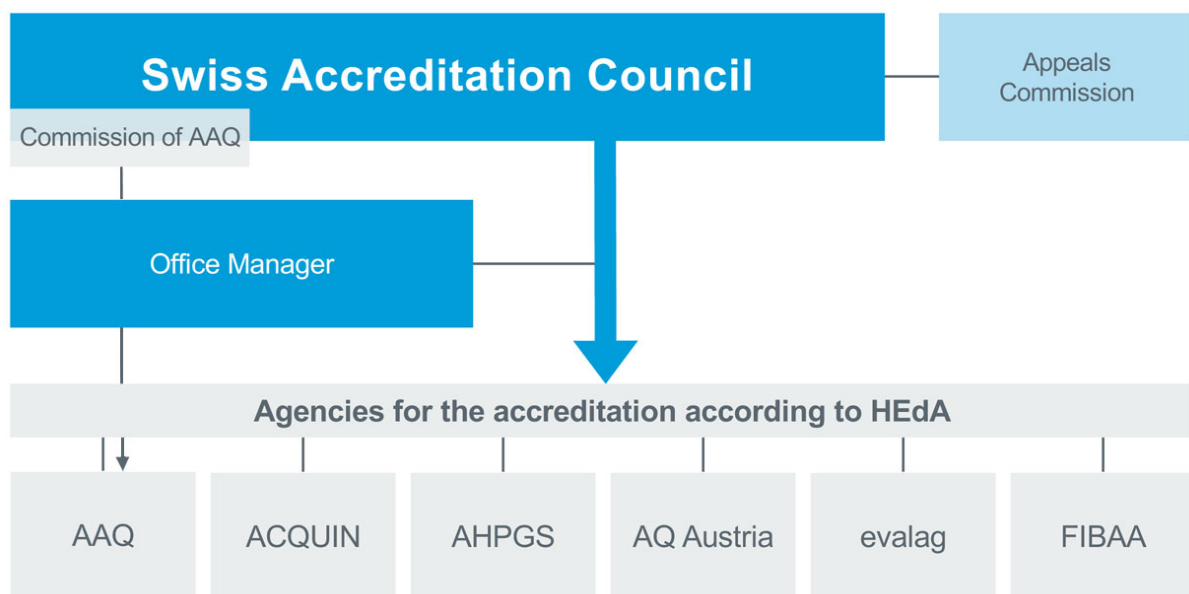 Swiss Accreditation Council
Appeals
Commission
Commission of AAQ
Office Manager
Agencies for the accreditation according to HEdA
AAQ
ACQUIN
AHPGS
AQ Austria
evalag
FIBAA